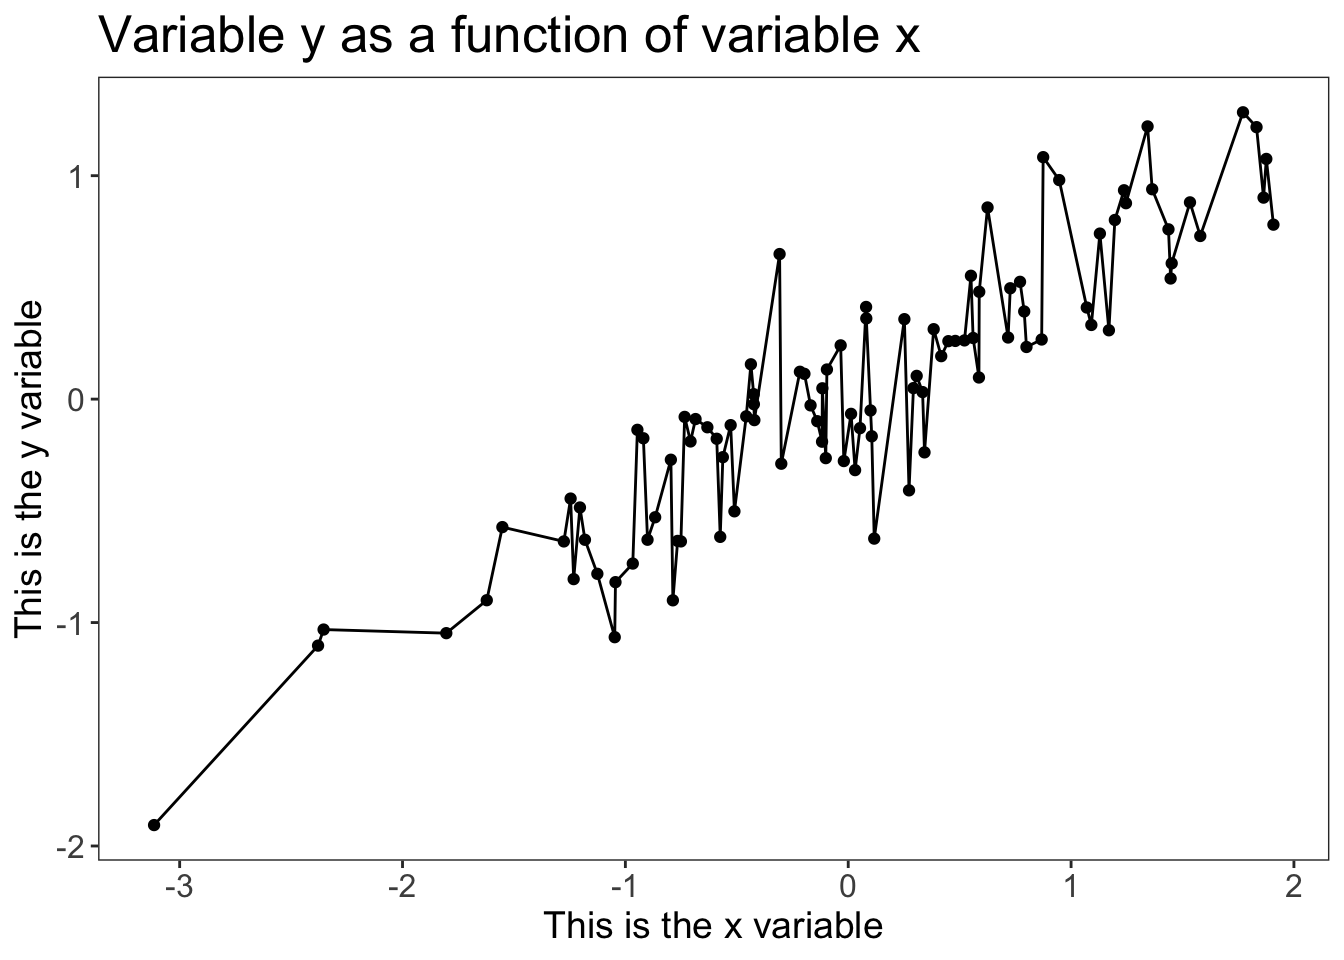 Variable y as a function of variable x
This is the y variable
1
0
-1
-2
-3 -2 -1 0 1 2
This is the x variable